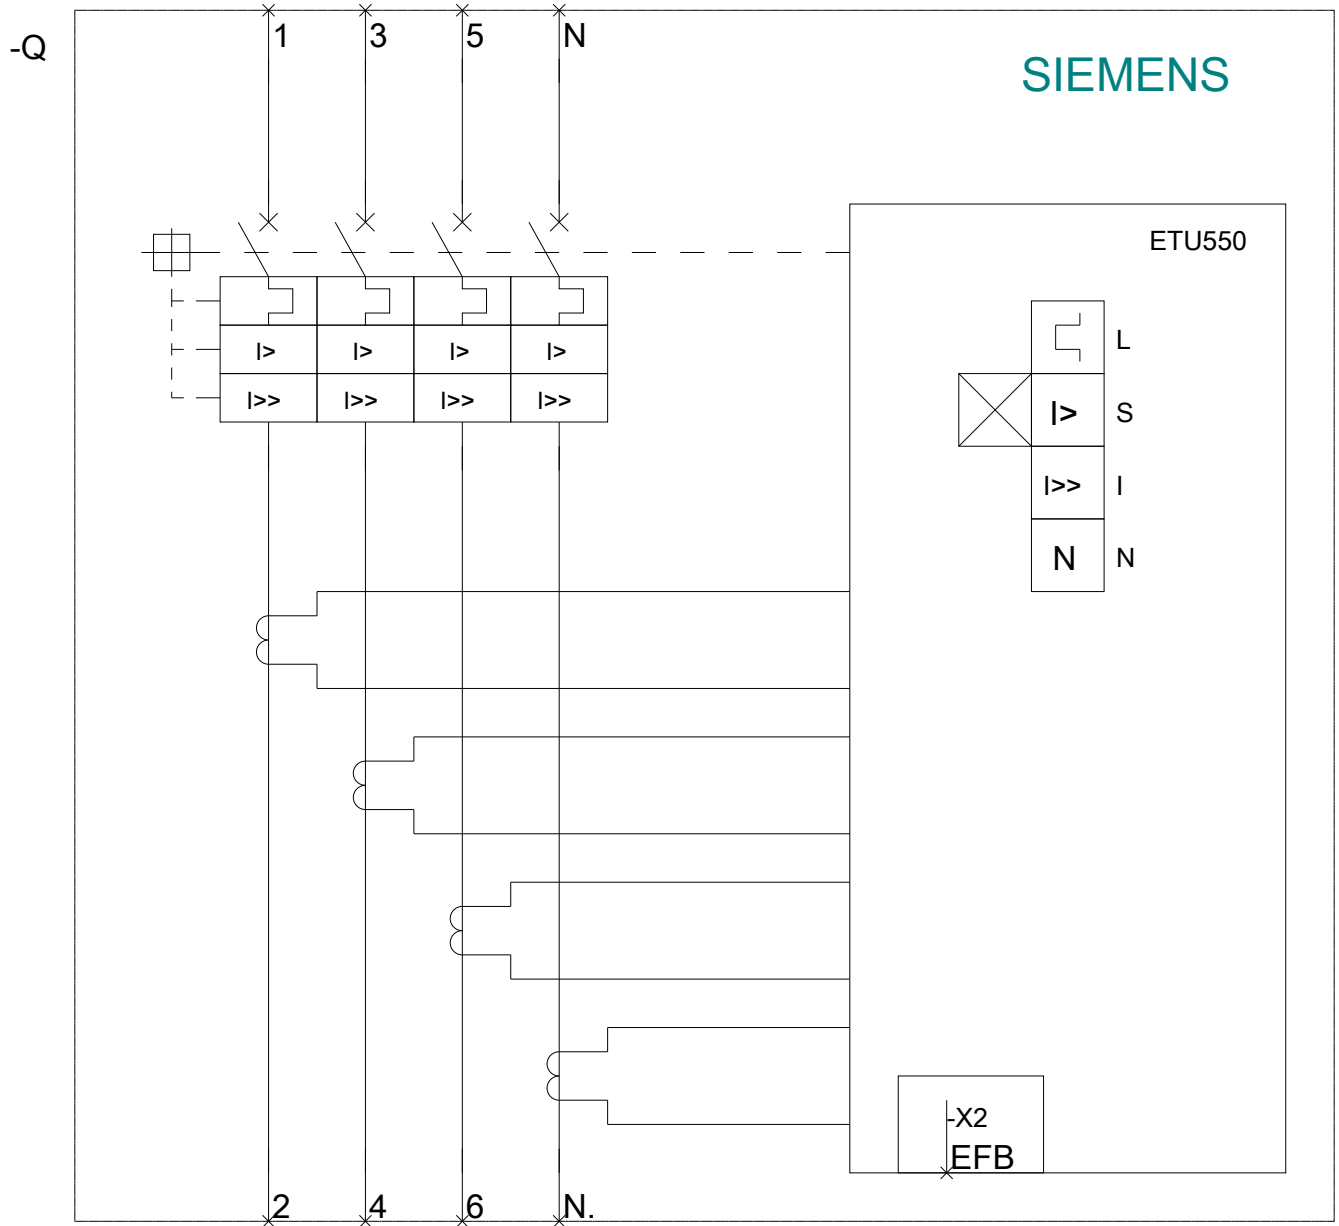 1 3 5 N
-Q
SIEMENS
ETU550
L
I> I> I> I>
I>> I>> I>> I>>
I> S
I>> I
N N
-X2
EFB
2 4 6 N.